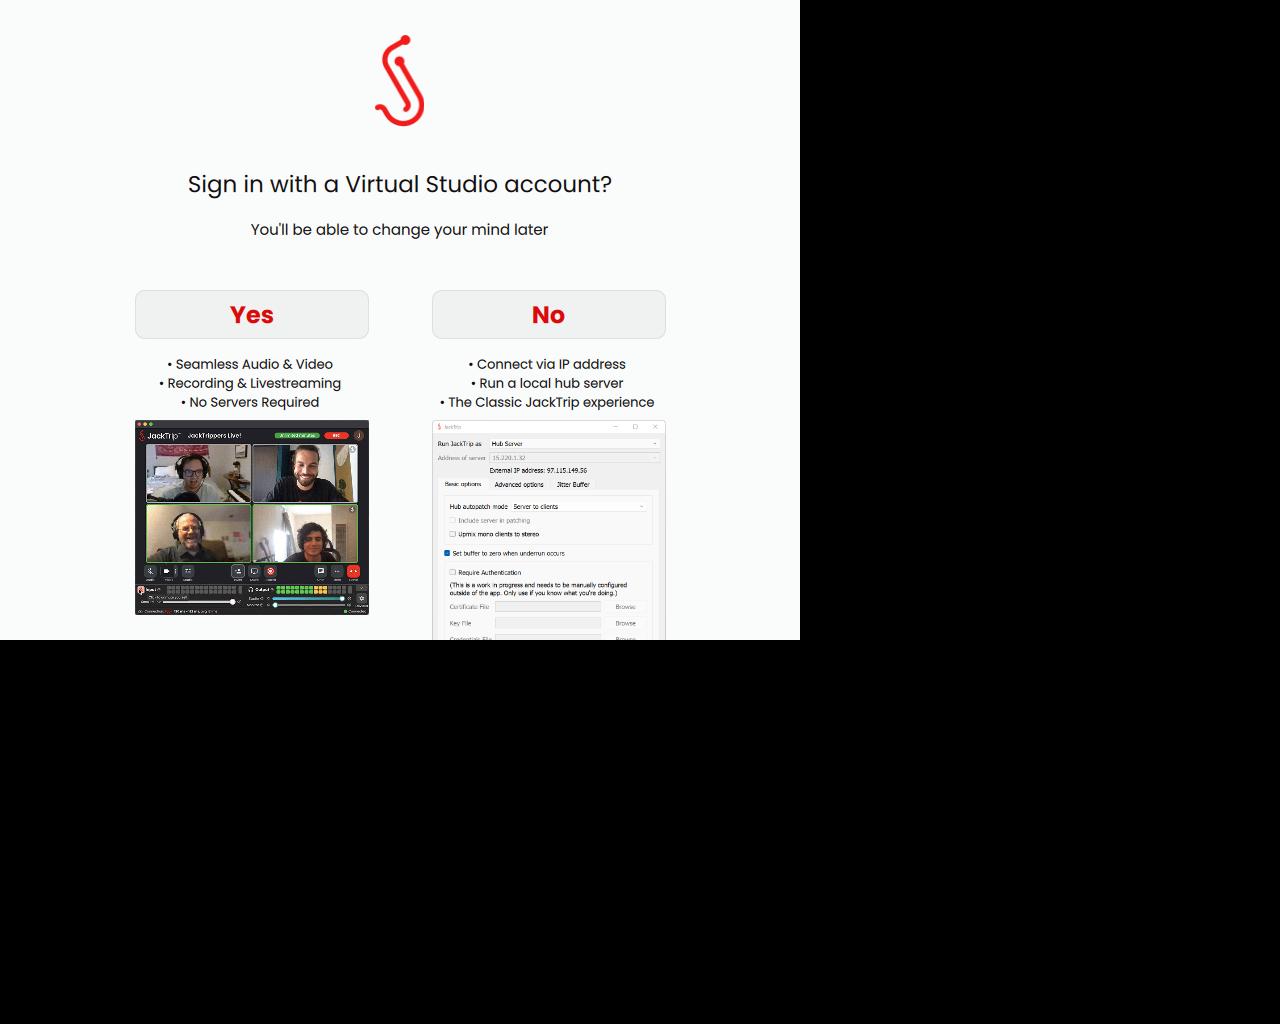 Sign in with a Virtual Studio account?
You'll be able to change your mind later
Yes
• Seamless Audio & Video
• Recording & Livestreaming
• No Servers Required
JackTrip
JackTrippers Live!
REC
J
Input
Output
Studio
Connected
No
• Connect via IP address
• Run a local hub server
• The Classic JackTrip experience
JackTrip
Run JackTrip as Hub Server
Address of server 15.220.1.32
External IP address: 97.115.149.56
Basic options Advanced options Jitter Buffer
Hub autopatch mode Server to clients
Include server in patching
Upmix mono clients to stereo
Set buffer to zero when underrun occurs
Require Authentication
(This is a work in progress and needs to be manually configured
outside of the app. Only use if you know what you're doing.)
Certificate File Browse
Key File Browse
Credentials File Browse